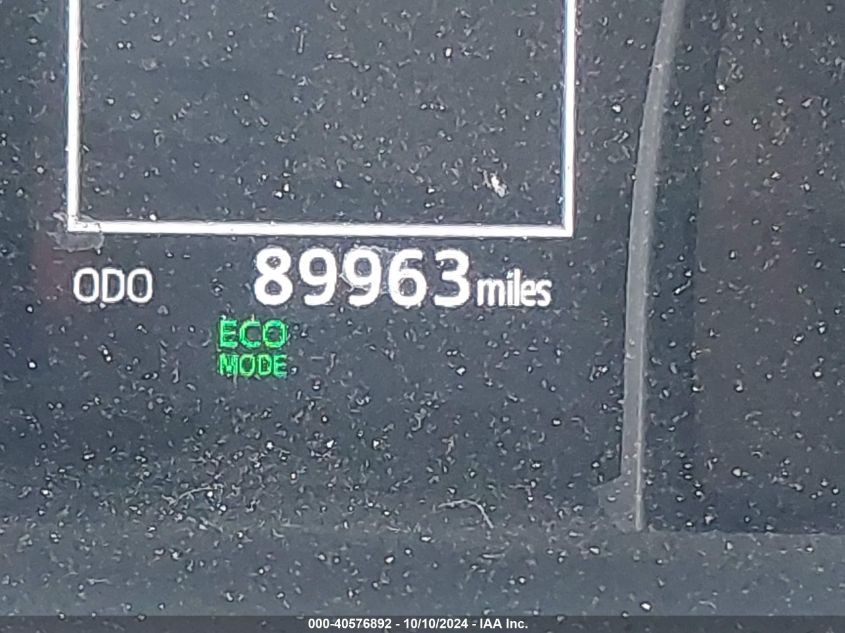 ODO 89963 miles
ECO
MODE
000-40576892 - 10/10/2024 - IAA Inc.